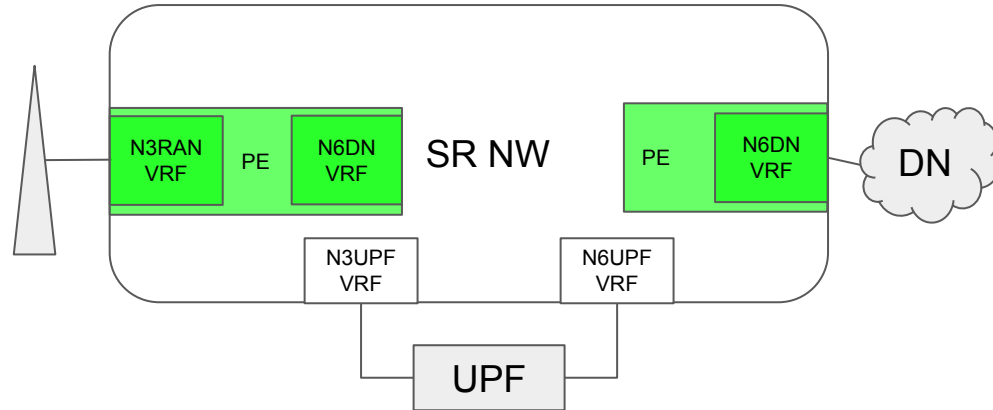 N3RAN
VRF
PE
N6DN
VRF
SR NW
PE
N6DN
VRF
DN
N3UPF
VRF
N6UPF
VRF
UPF